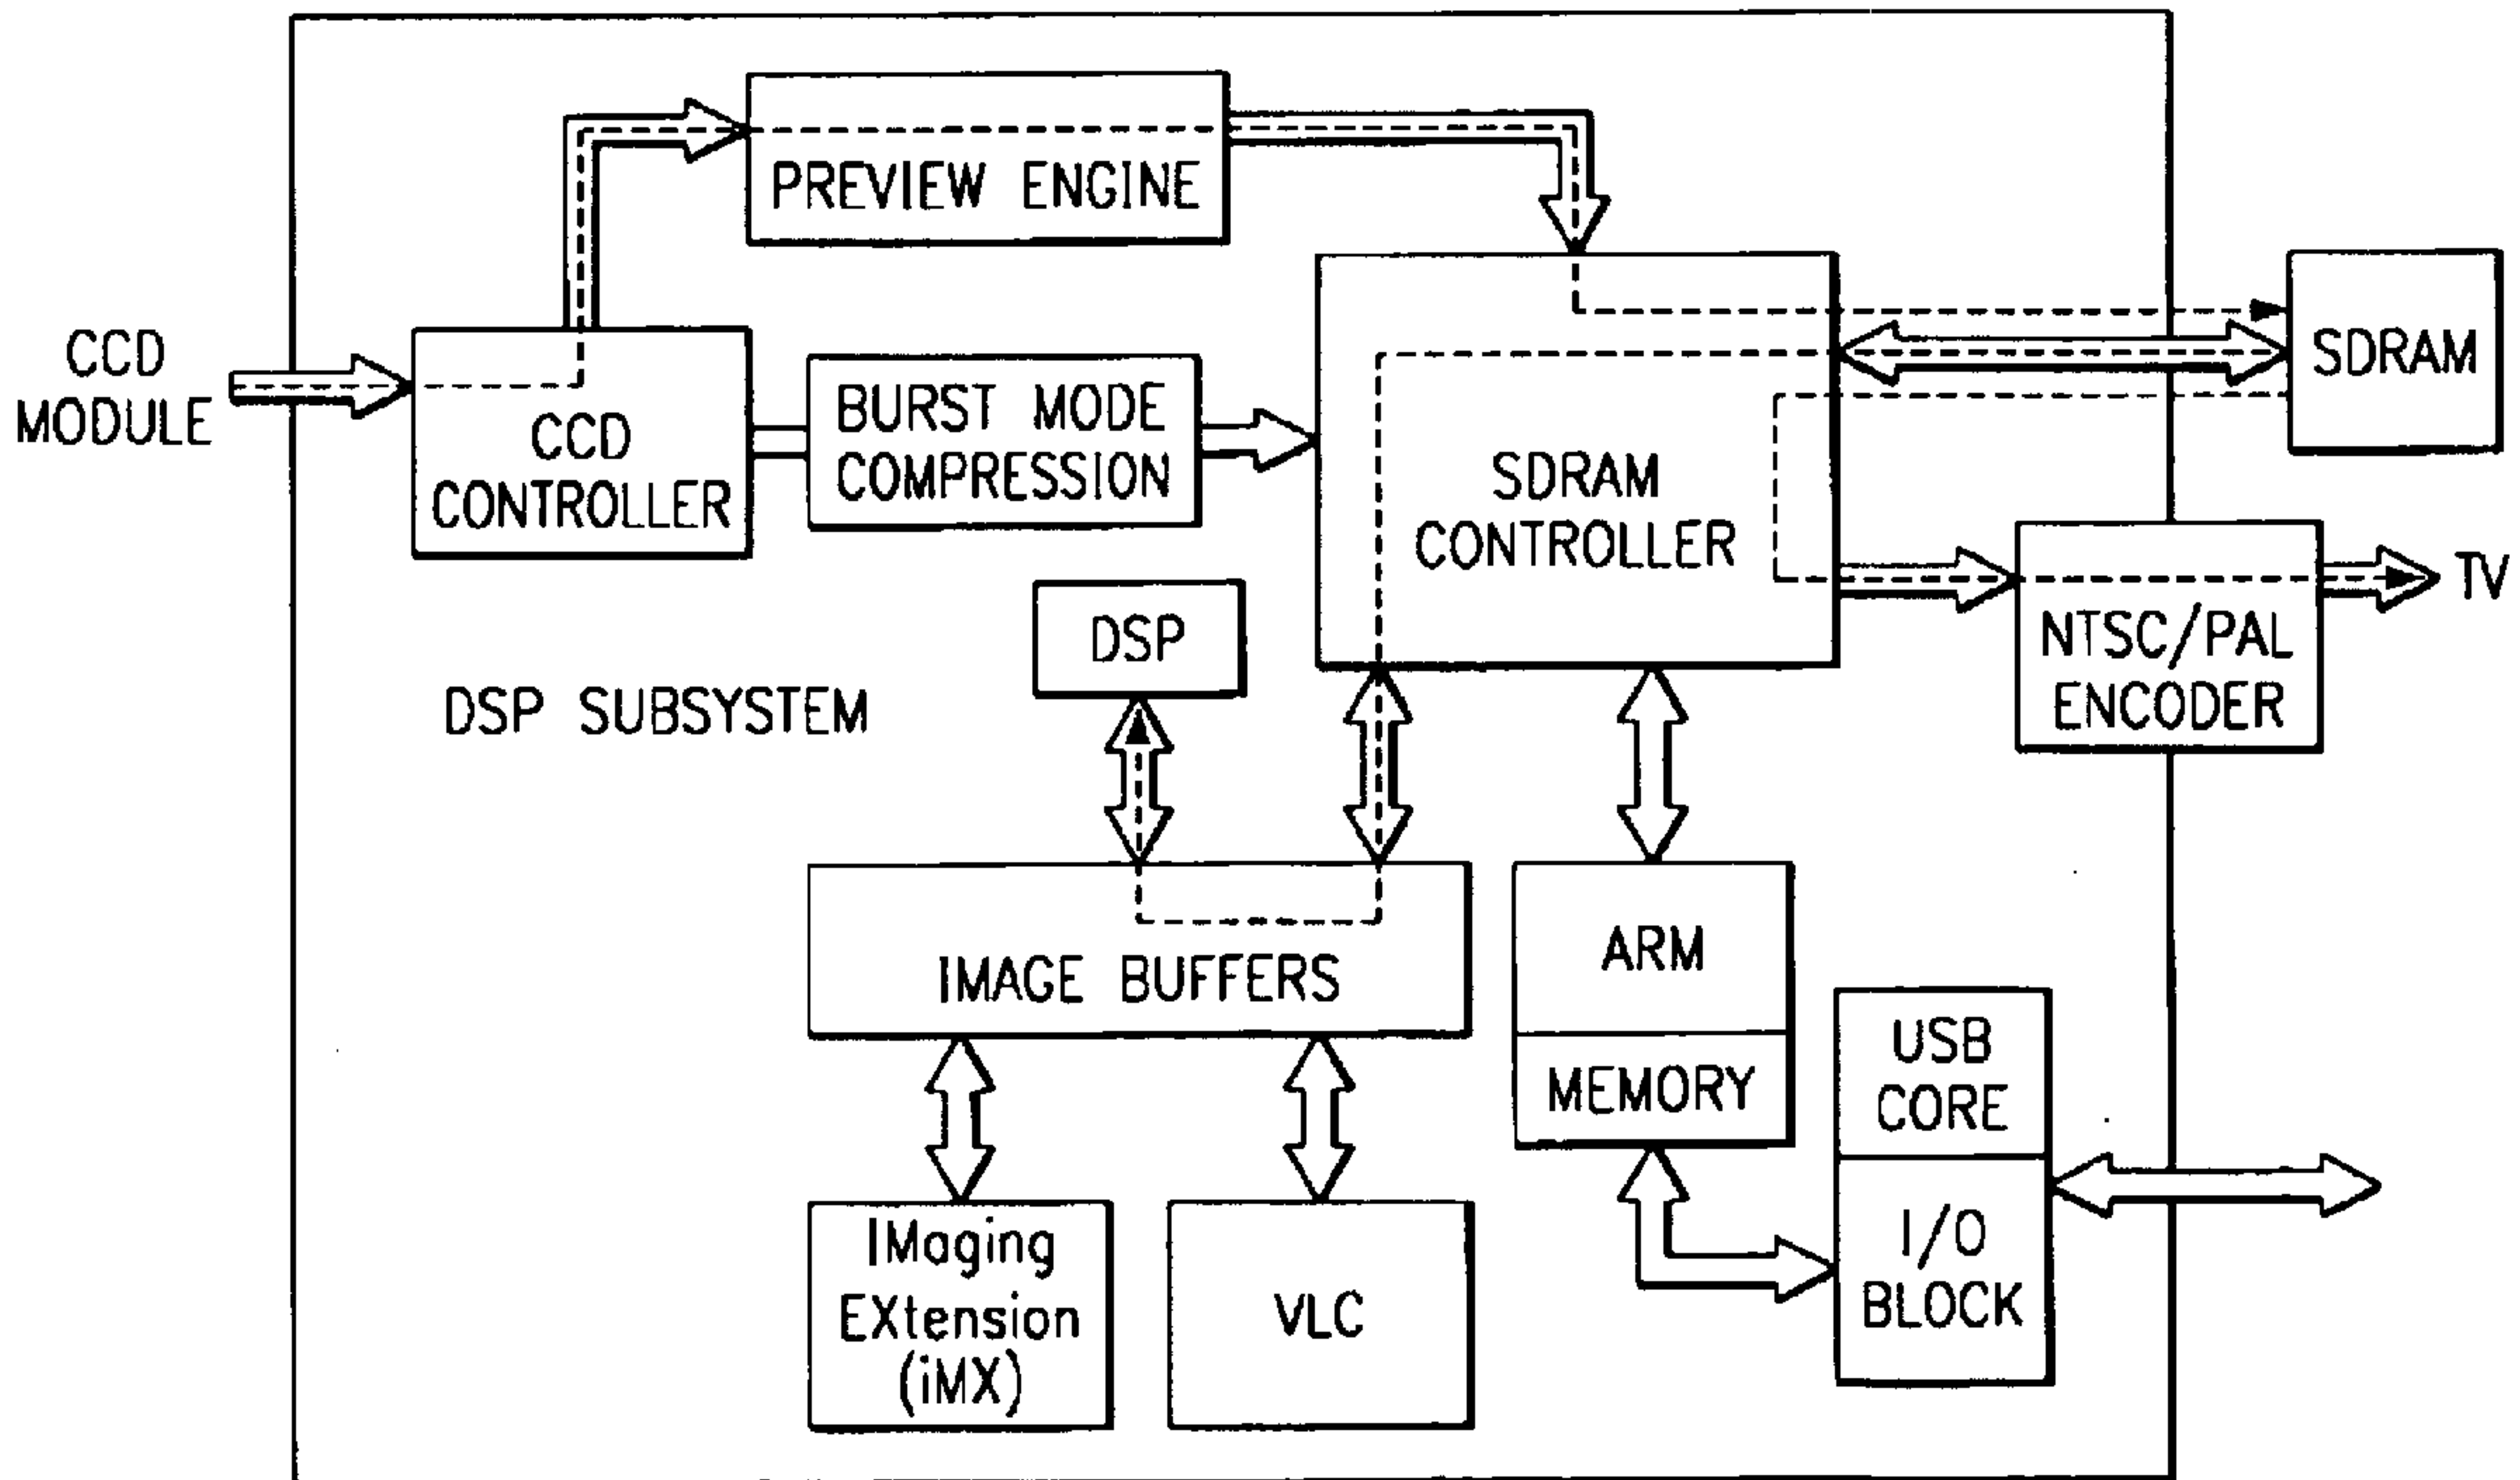 PREVIEW ENGINE
CCD
MODULE
CCD
CONTROLLER
BURST MODE
COMPRESSION
SDRAM
CONTROLLER
SDRAM
TV
NTSC/PAL
ENCODER
DSP
DSP SUBSYSTEM
IMAGE BUFFERS
ARM
MEMORY
USB
CORE
I/O
BLOCK
IMaging
EXtension
(iMX)
VLC